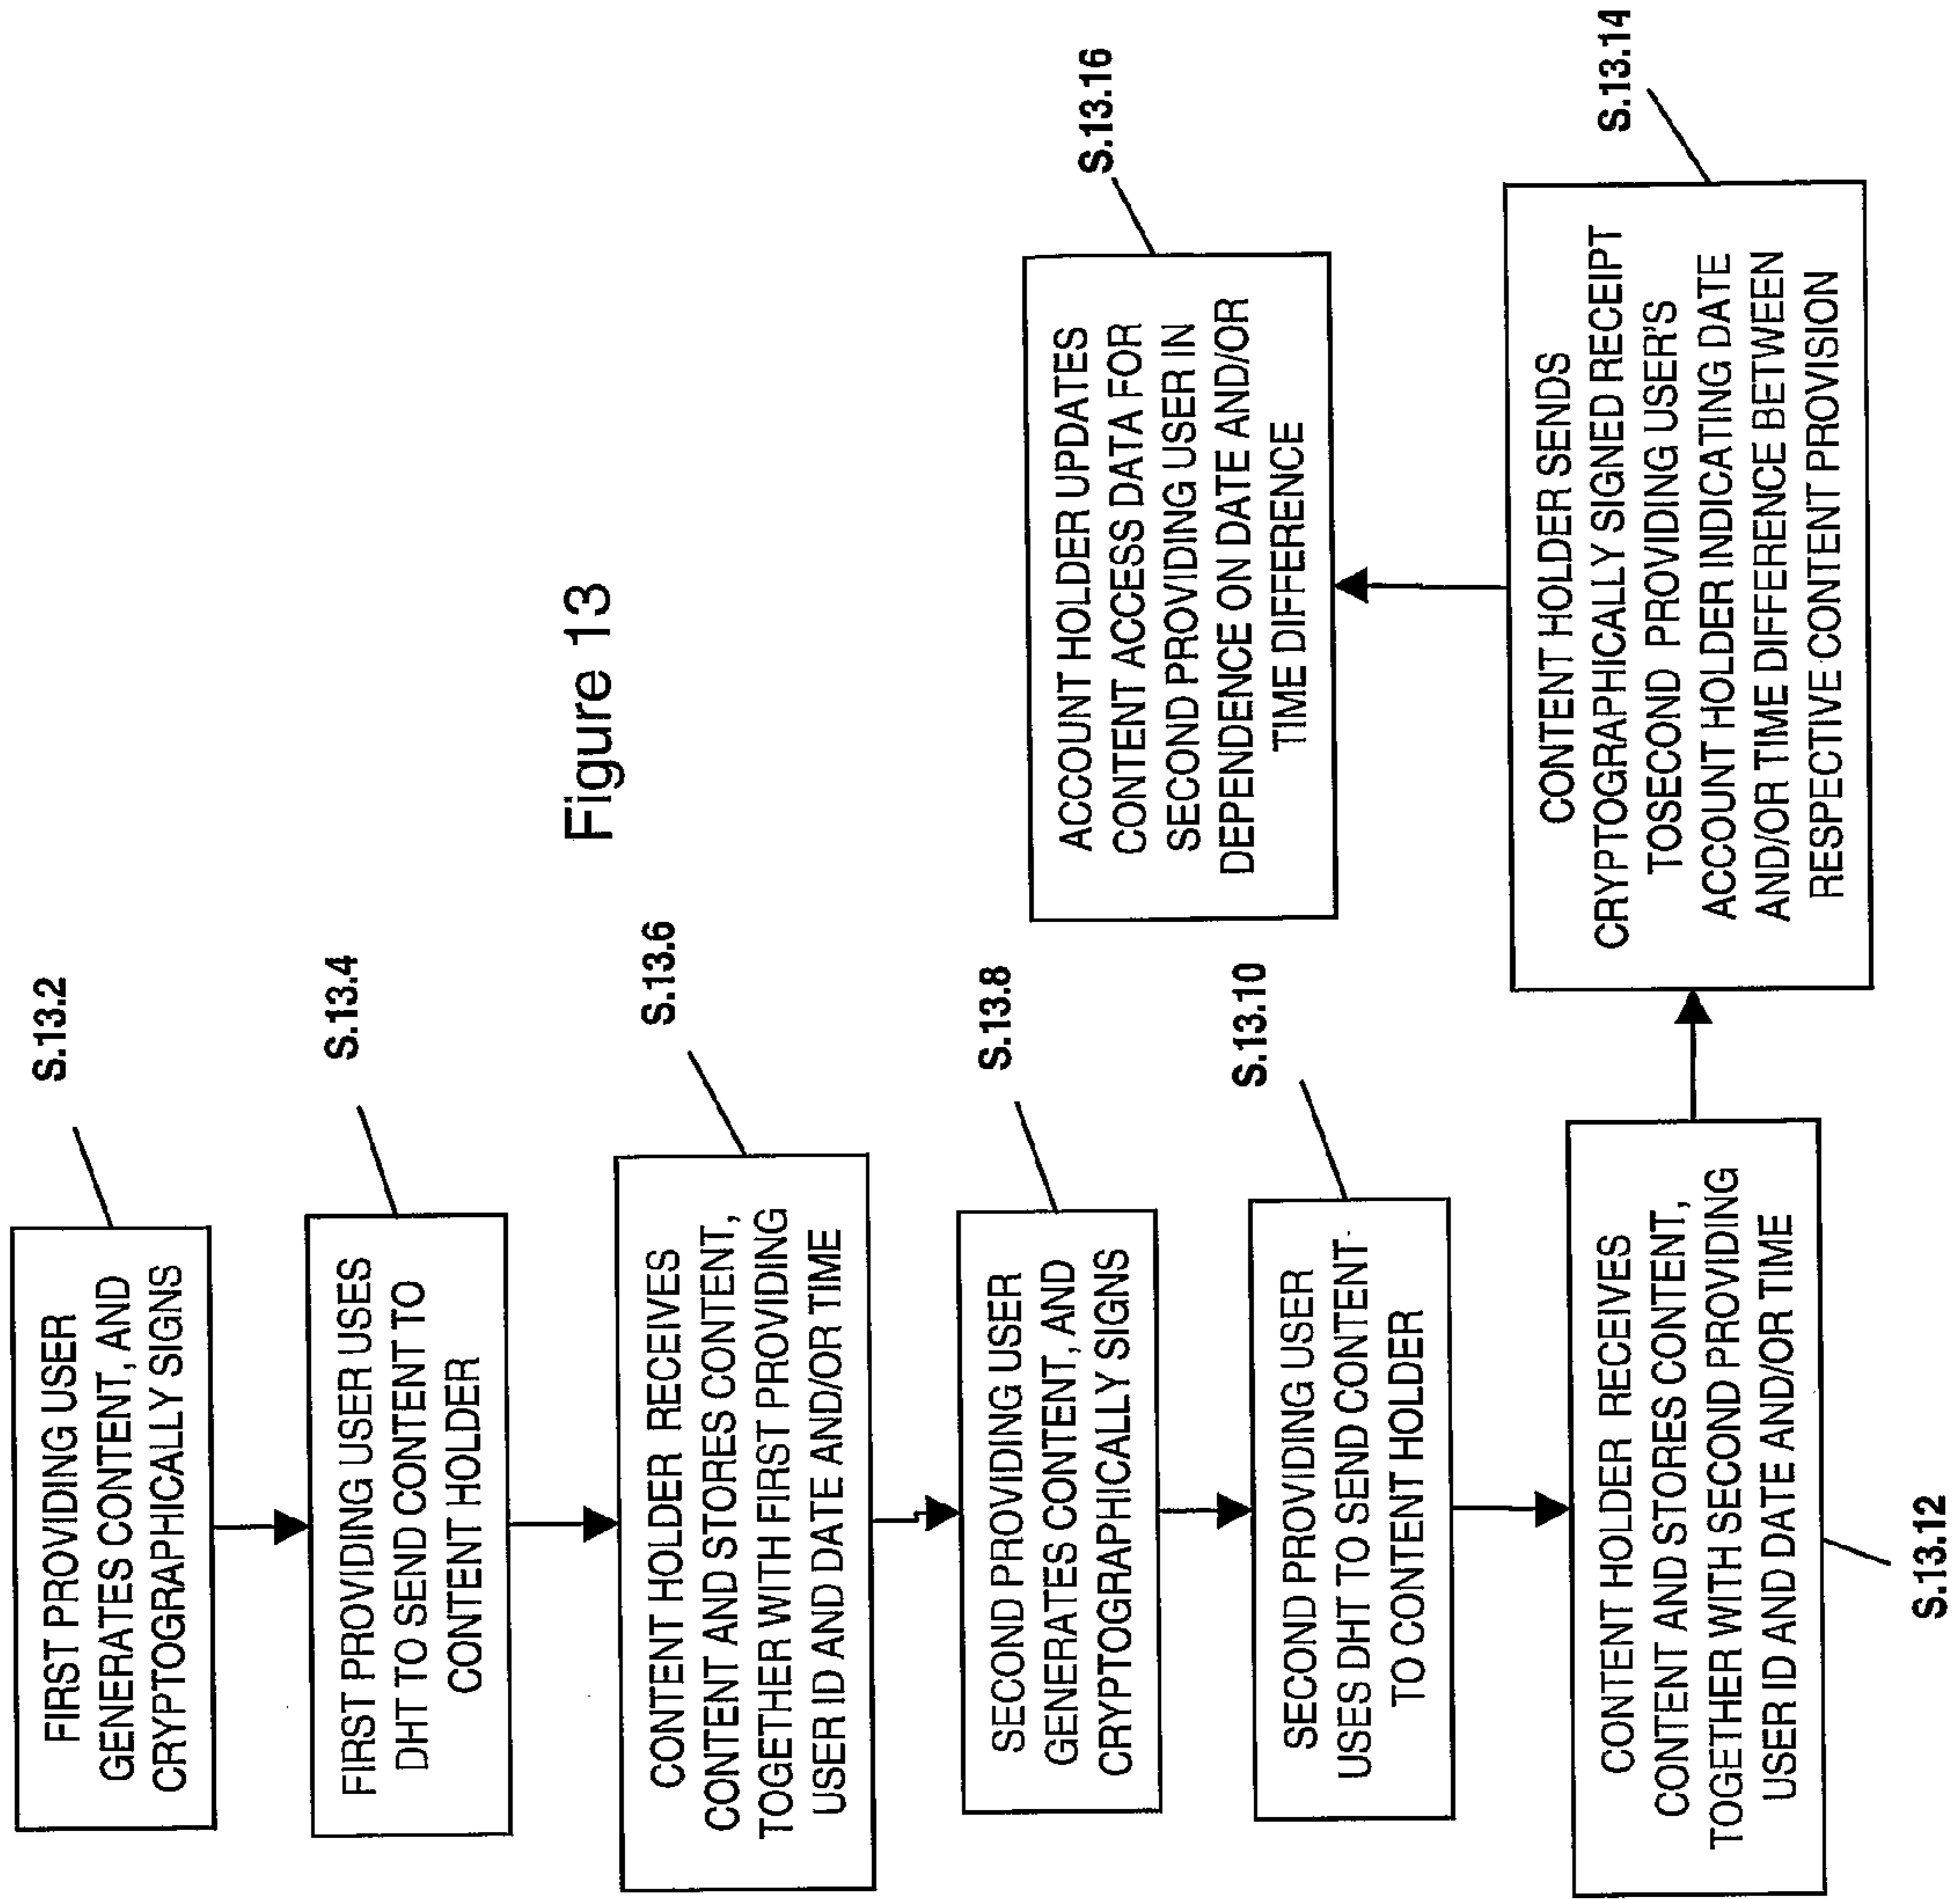 S.13.2
FIRST PROVIDING USER
GENERATES CONTENT, AND
CRYPTOGRAPHICALLY SIGNS
S.13.4
FIRST PROVIDING USER USES
DHT TO SEND CONTENT TO
CONTENT HOLDER
S.13.6
CONTENT HOLDER RECEIVES
CONTENT AND STORES CONTENT,
TOGETHER WITH FIRST PROVIDING
USER ID AND DATE AND/OR TIME
S.13.8
SECOND PROVIDING USER
GENERATES CONTENT, AND
CRYPTOGRAPHICALLY SIGNS
S.13.10
SECOND PROVIDING USER
USES DHT TO SEND CONTENT
TO CONTENT HOLDER
CONTENT HOLDER RECEIVES
CONTENT AND STORES CONTENT,
TOGETHER WITH SECOND PROVIDING
USER ID AND DATE AND/OR TIME
S.13.12
Figure 13
S.13.16
ACCOUNT HOLDER UPDATES
CONTENT ACCESS DATA FOR
SECOND PROVIDING USER IN
DEPENDENCE ON DATE AND/OR
TIME DIFFERENCE
S.13.14
CONTENT HOLDER SENDS
CRYPTOGRAPHICALLY SIGNED RECEIPT
TOSECOND PROVIDING USER'S
ACCOUNT HOLDER INDICATING DATE
AND/OR TIME DIFFERENCE BETWEEN
RESPECTIVE CONTENT PROVISION